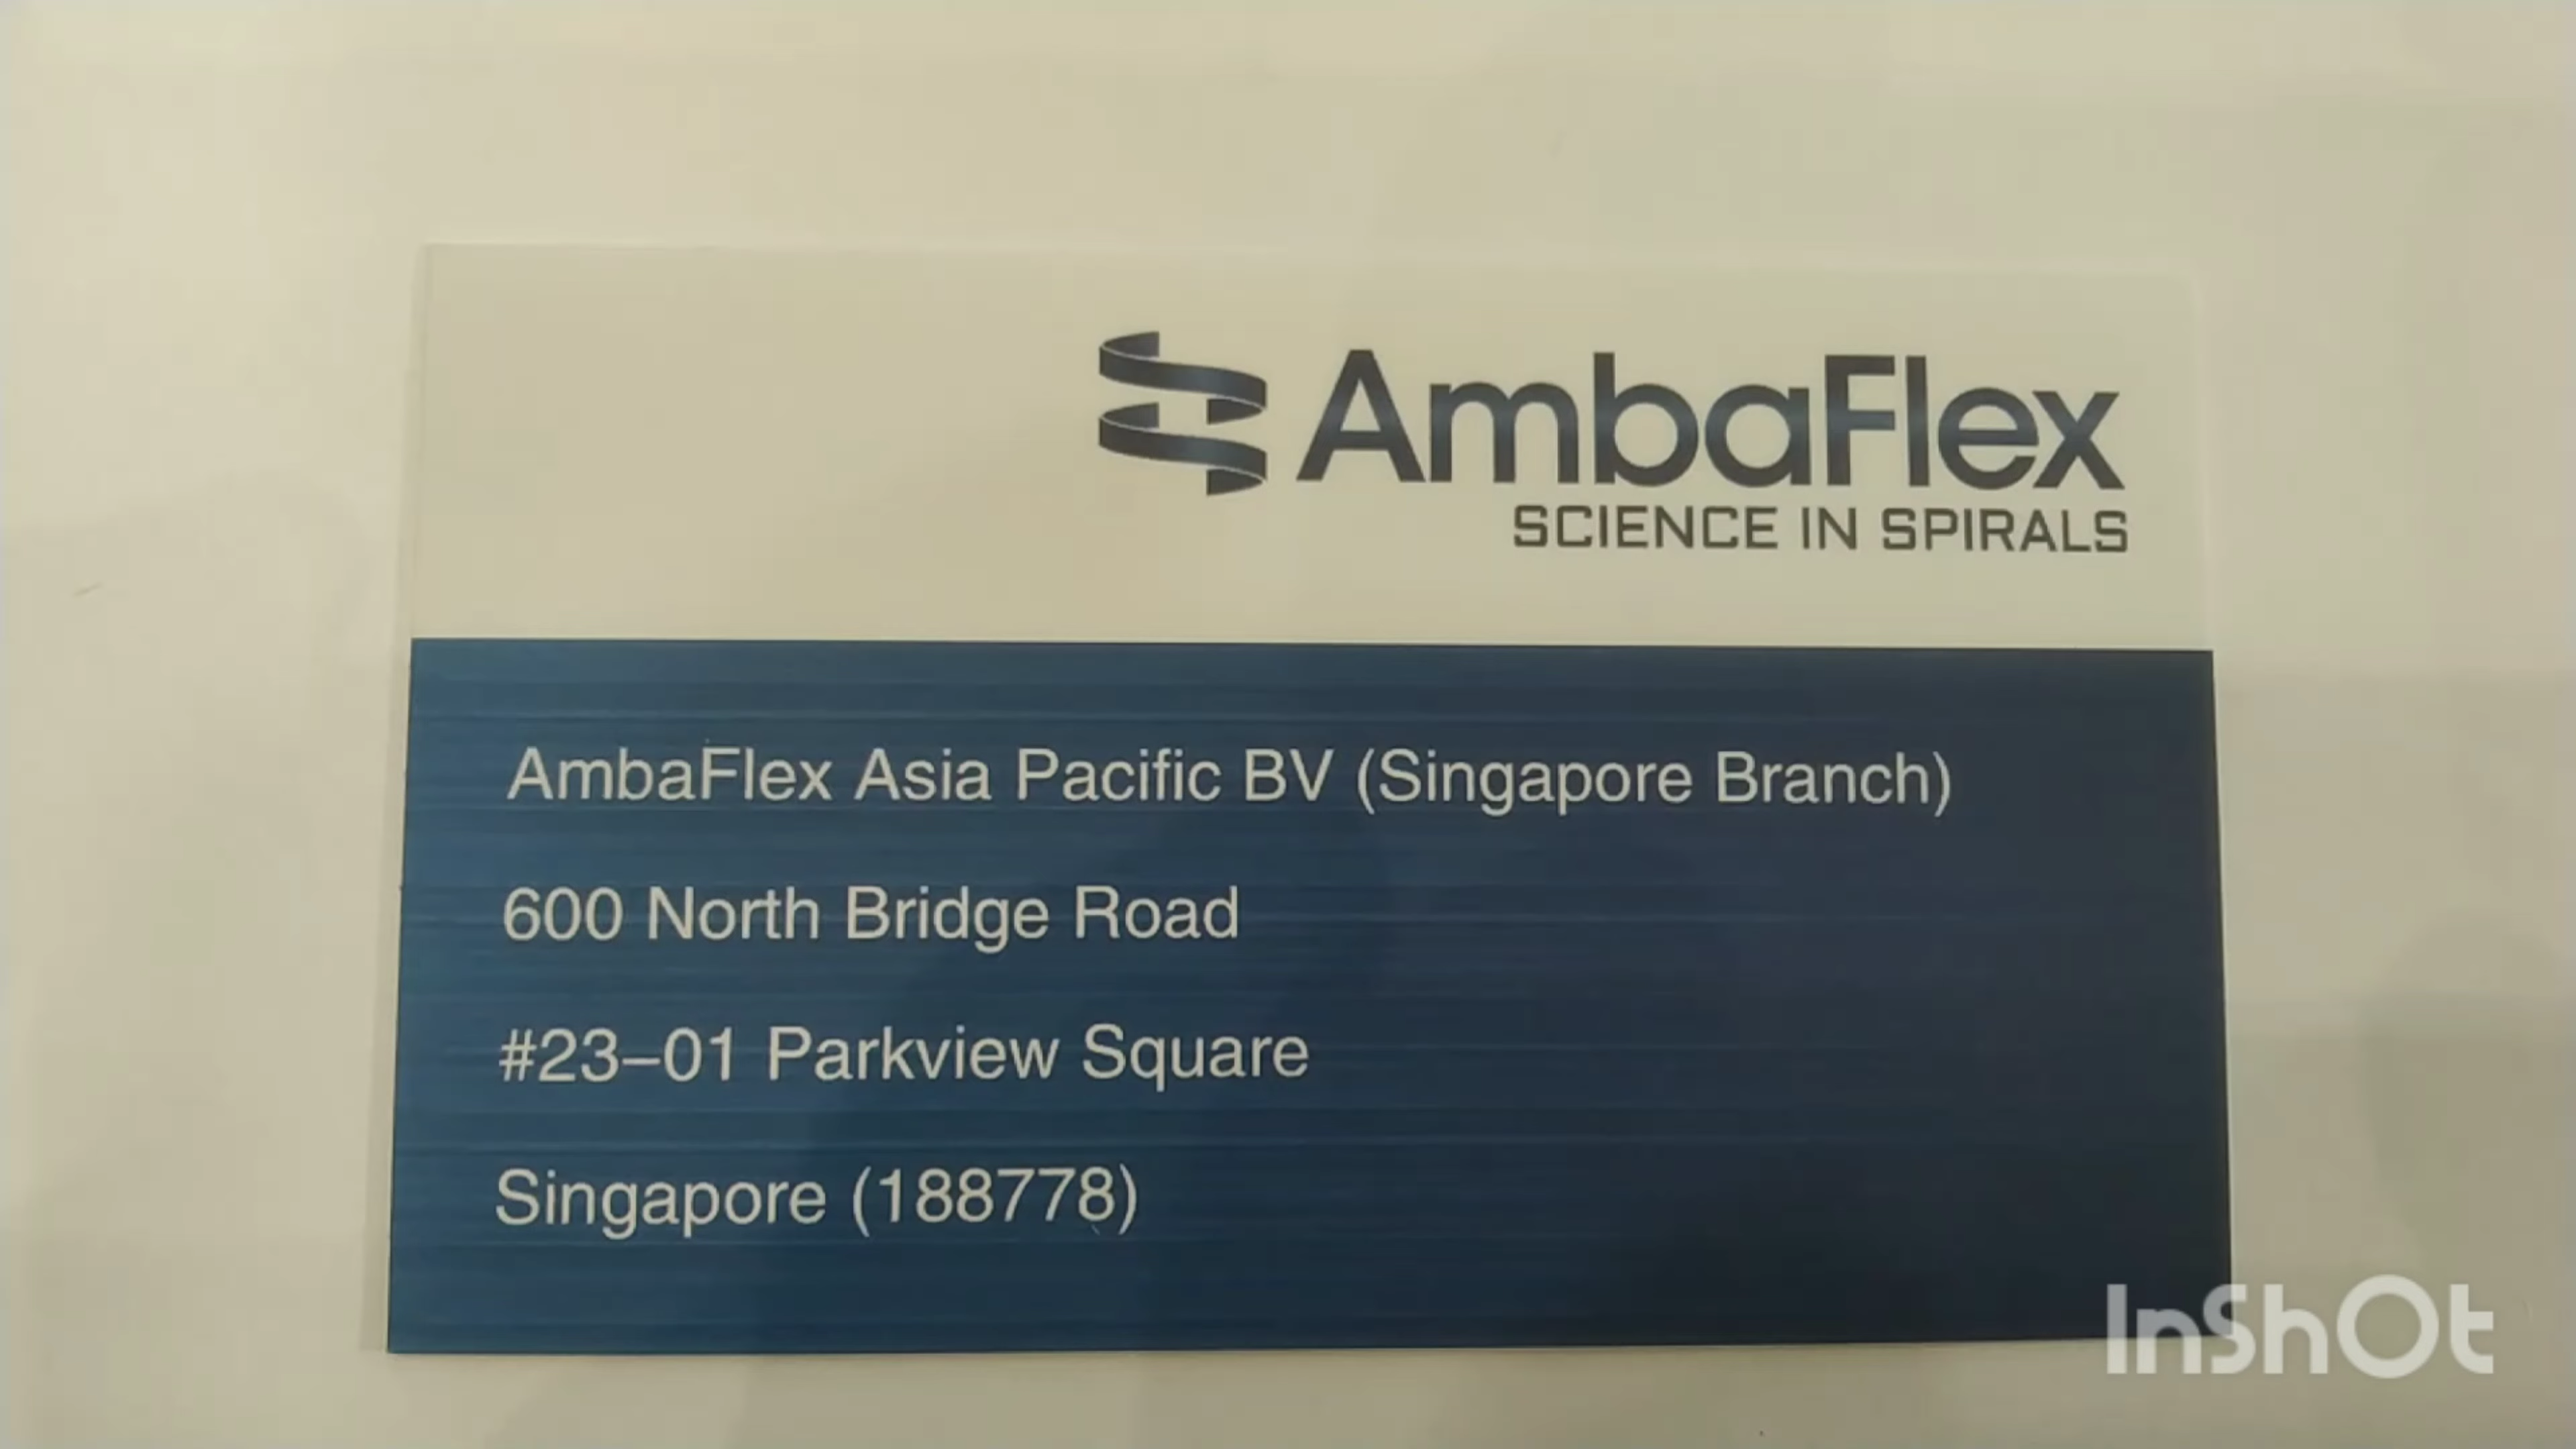 AmbaFlex
SCIENCE IN SPIRALS
AmbaFlex Asia Pacific BV (Singapore Branch)
600 North Bridge Road
#23–01 Parkview Square
Singapore (188778)
InShOt